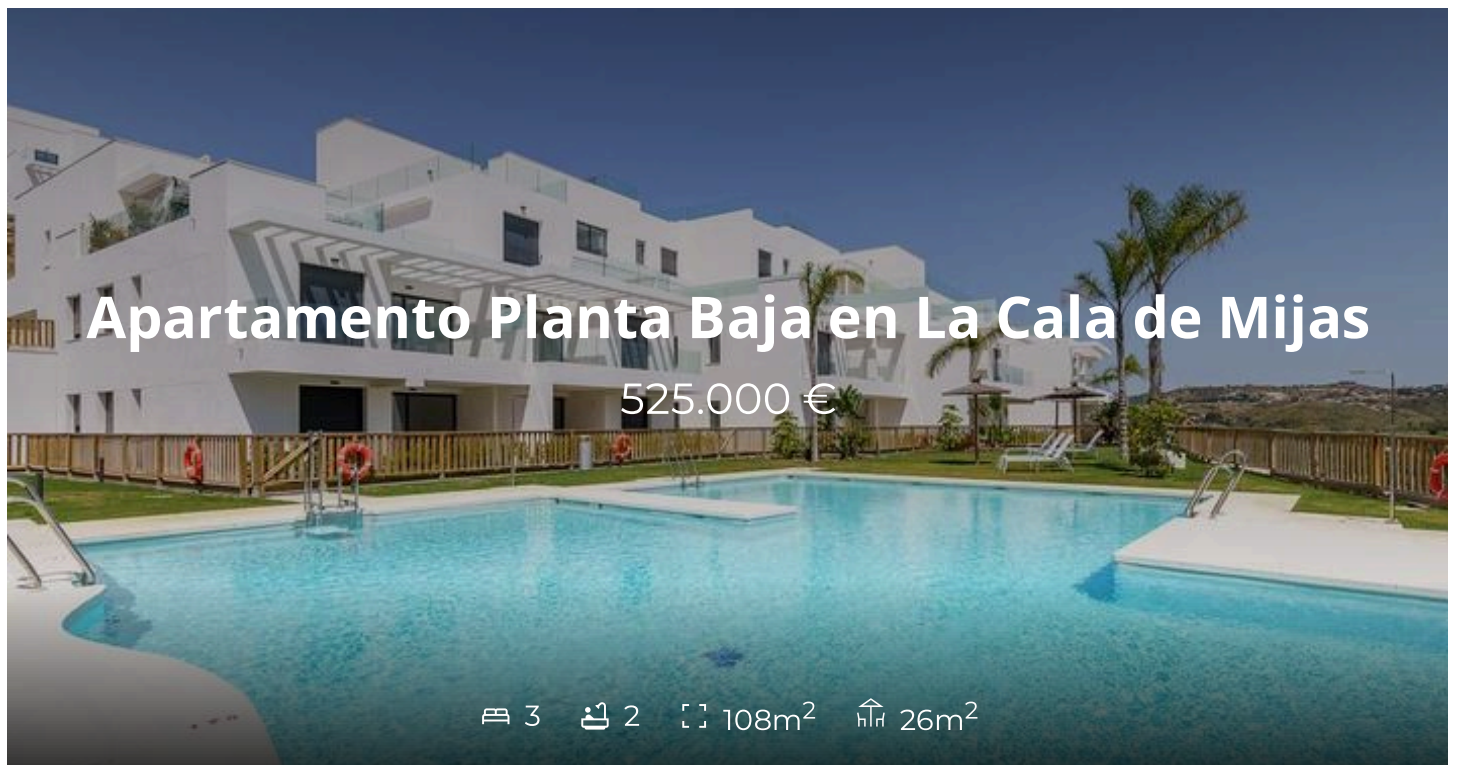 Apartamento Planta Baja en La Cala de Mijas
525.000 €
3 2 108m² 26m²